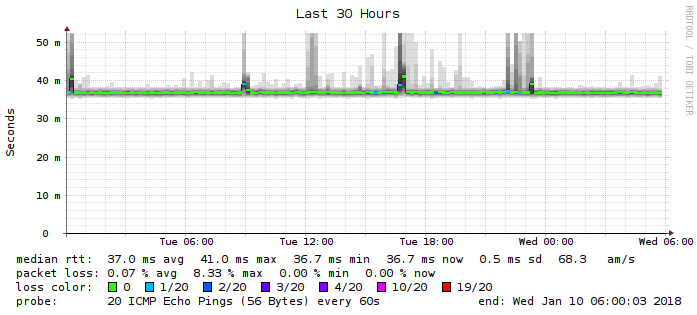 Last 30 Hours
RRDTOOL / TOBI OETIKER
Seconds
50 m
40 m
30 m
20 m
10 m
0
Tue 06:00 Tue 12:00 Tue 18:00 Wed 00:00 Wed 06:00
median rtt: 37.0 ms avg 41.0 ms max 36.7 ms min 36.7 ms now 0.5 ms sd 68.3 am/s
packet loss: 0.07 % avg 8.33 % max 0.00 % min 0.00 % now
loss color: 0 1/20 2/20 3/20 4/20 10/20 19/20
probe: 20 ICMP Echo Pings (56 Bytes) every 60s end: Wed Jan 10 06:00:03 2018